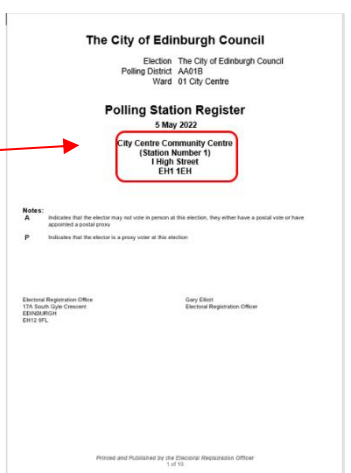 The City of Edinburgh Council
Election The City of Edinburgh Council
Polling District AA01B
Ward 01 City Centre
Polling Station Register
5 May 2022
City Centre Community Centre
(Station Number 1)
I High Street
EH1 1EH
Notes:
A Indicates that the elector may not vote in person at this election, they either have a postal vote or have
appointed a postal proxy
P Indicates that the elector is a proxy voter at this election
Electoral Registration Office
17A South Gyle Crescent
EDINBURGH
EH12 9FL
Gary Elliott
Electoral Registration Officer
Printed and Published by the Electoral Registration Officer
1 of 10